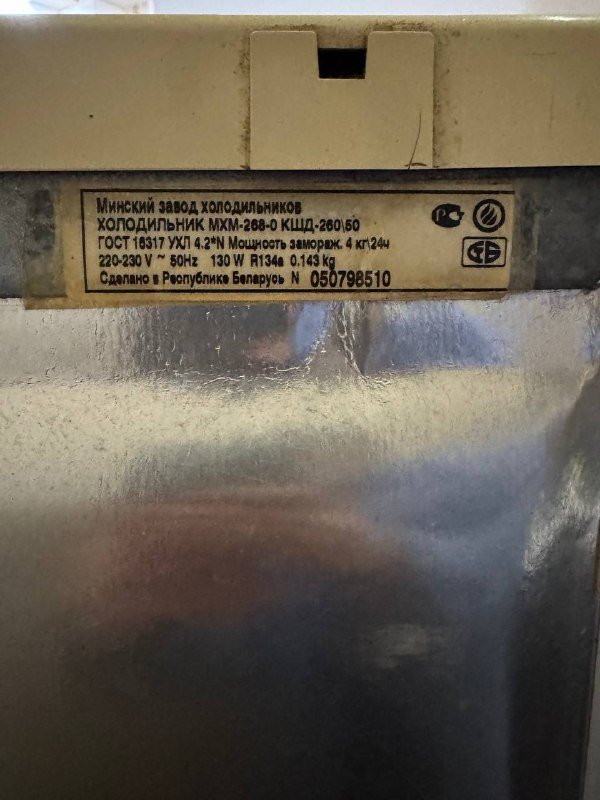 Минский завод холодильников
ХОЛОДИЛЬНИК МХМ-268-0 КШД-260\50
ГОСТ 16317 УХЛ 4.2*N Мощность замораж. 4 кг\24ч
220-230 V ~ 50Hz 130 W R134a 0.143 kg
Сделано в Республике Беларусь N 050798510